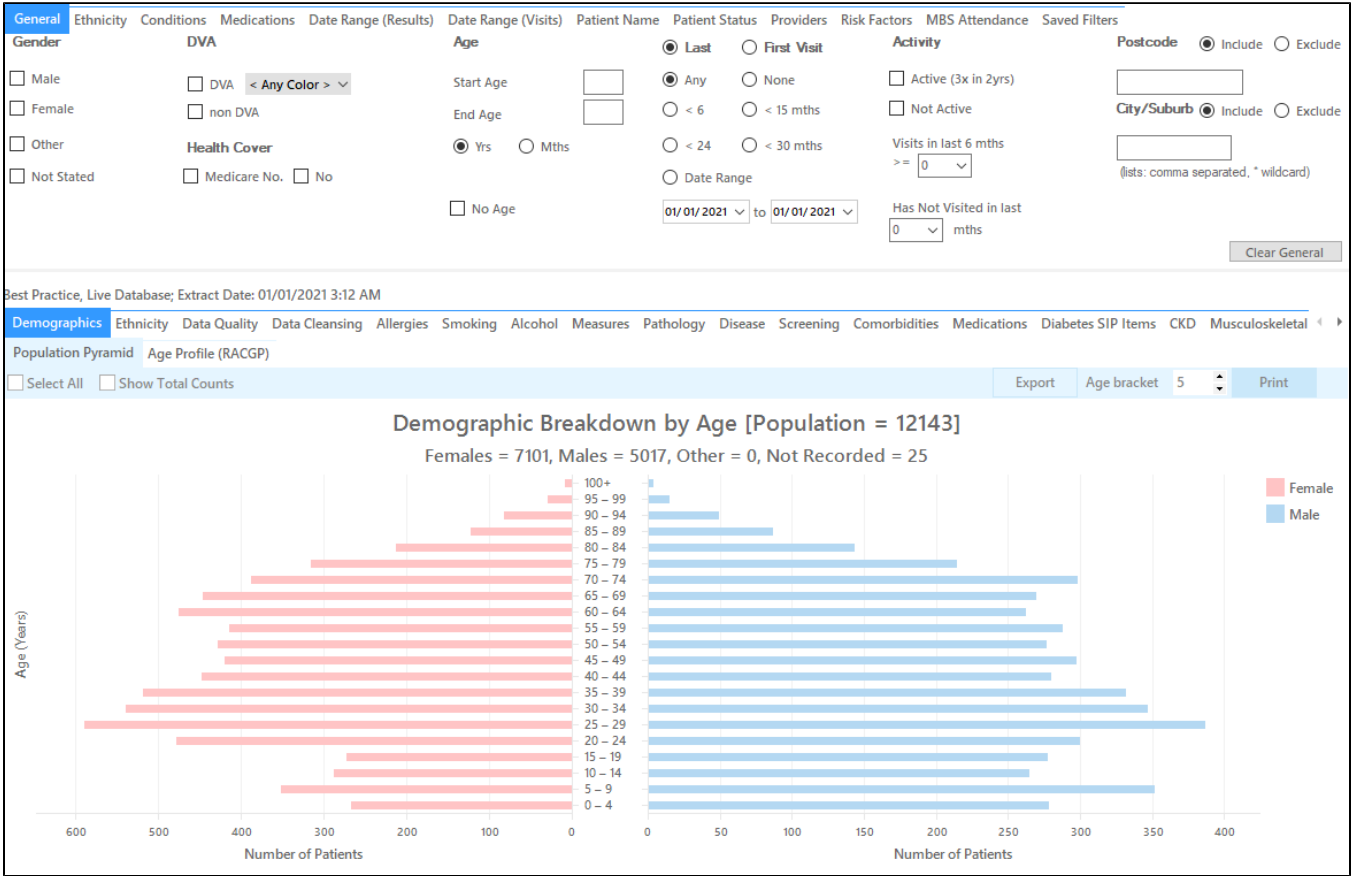 General Ethnicity Conditions Medications Date Range (Results) Date Range (Visits) Patient Name Patient Status Providers Risk Factors MBS Attendance Saved Filters
Gender DVA Age Last First Visit Activity Postcode Include Exclude
Male DVA < Any Color > Start Age Any None Active (3x in 2yrs)
Female non DVA End Age < 6 < 15 mths Not Active City/Suburb Include Exclude
Other Health Cover Yrs Mths < 24 < 30 mths Visits in last 6 mths
>= 0
Not Stated Medicare No. No Date Range (lists: comma separated, * wildcard)
No Age 01/01/2021 to 01/01/2021 Has Not Visited in last
0 mths
Clear General
Best Practice, Live Database; Extract Date: 01/01/2021 3:12 AM
Demographics Ethnicity Data Quality Data Cleansing Allergies Smoking Alcohol Measures Pathology Disease Screening Comorbidities Medications Diabetes SIP Items CKD Musculoskeletal
Population Pyramid Age Profile (RACGP)
Select All Show Total Counts Export Age bracket 5 Print
Demographic Breakdown by Age [Population = 12143]
Females = 7101, Males = 5017, Other = 0, Not Recorded = 25
Female
Male
Age (Years)
100+
95 – 99
90 – 94
85 – 89
80 – 84
75 – 79
70 – 74
65 – 69
60 – 64
55 – 59
50 – 54
45 – 49
40 – 44
35 – 39
30 – 34
25 – 29
20 – 24
15 – 19
10 – 14
5 – 9
0 – 4
600 500 400 300 200 100 0 0 50 100 150 200 250 300 350 400
Number of Patients Number of Patients